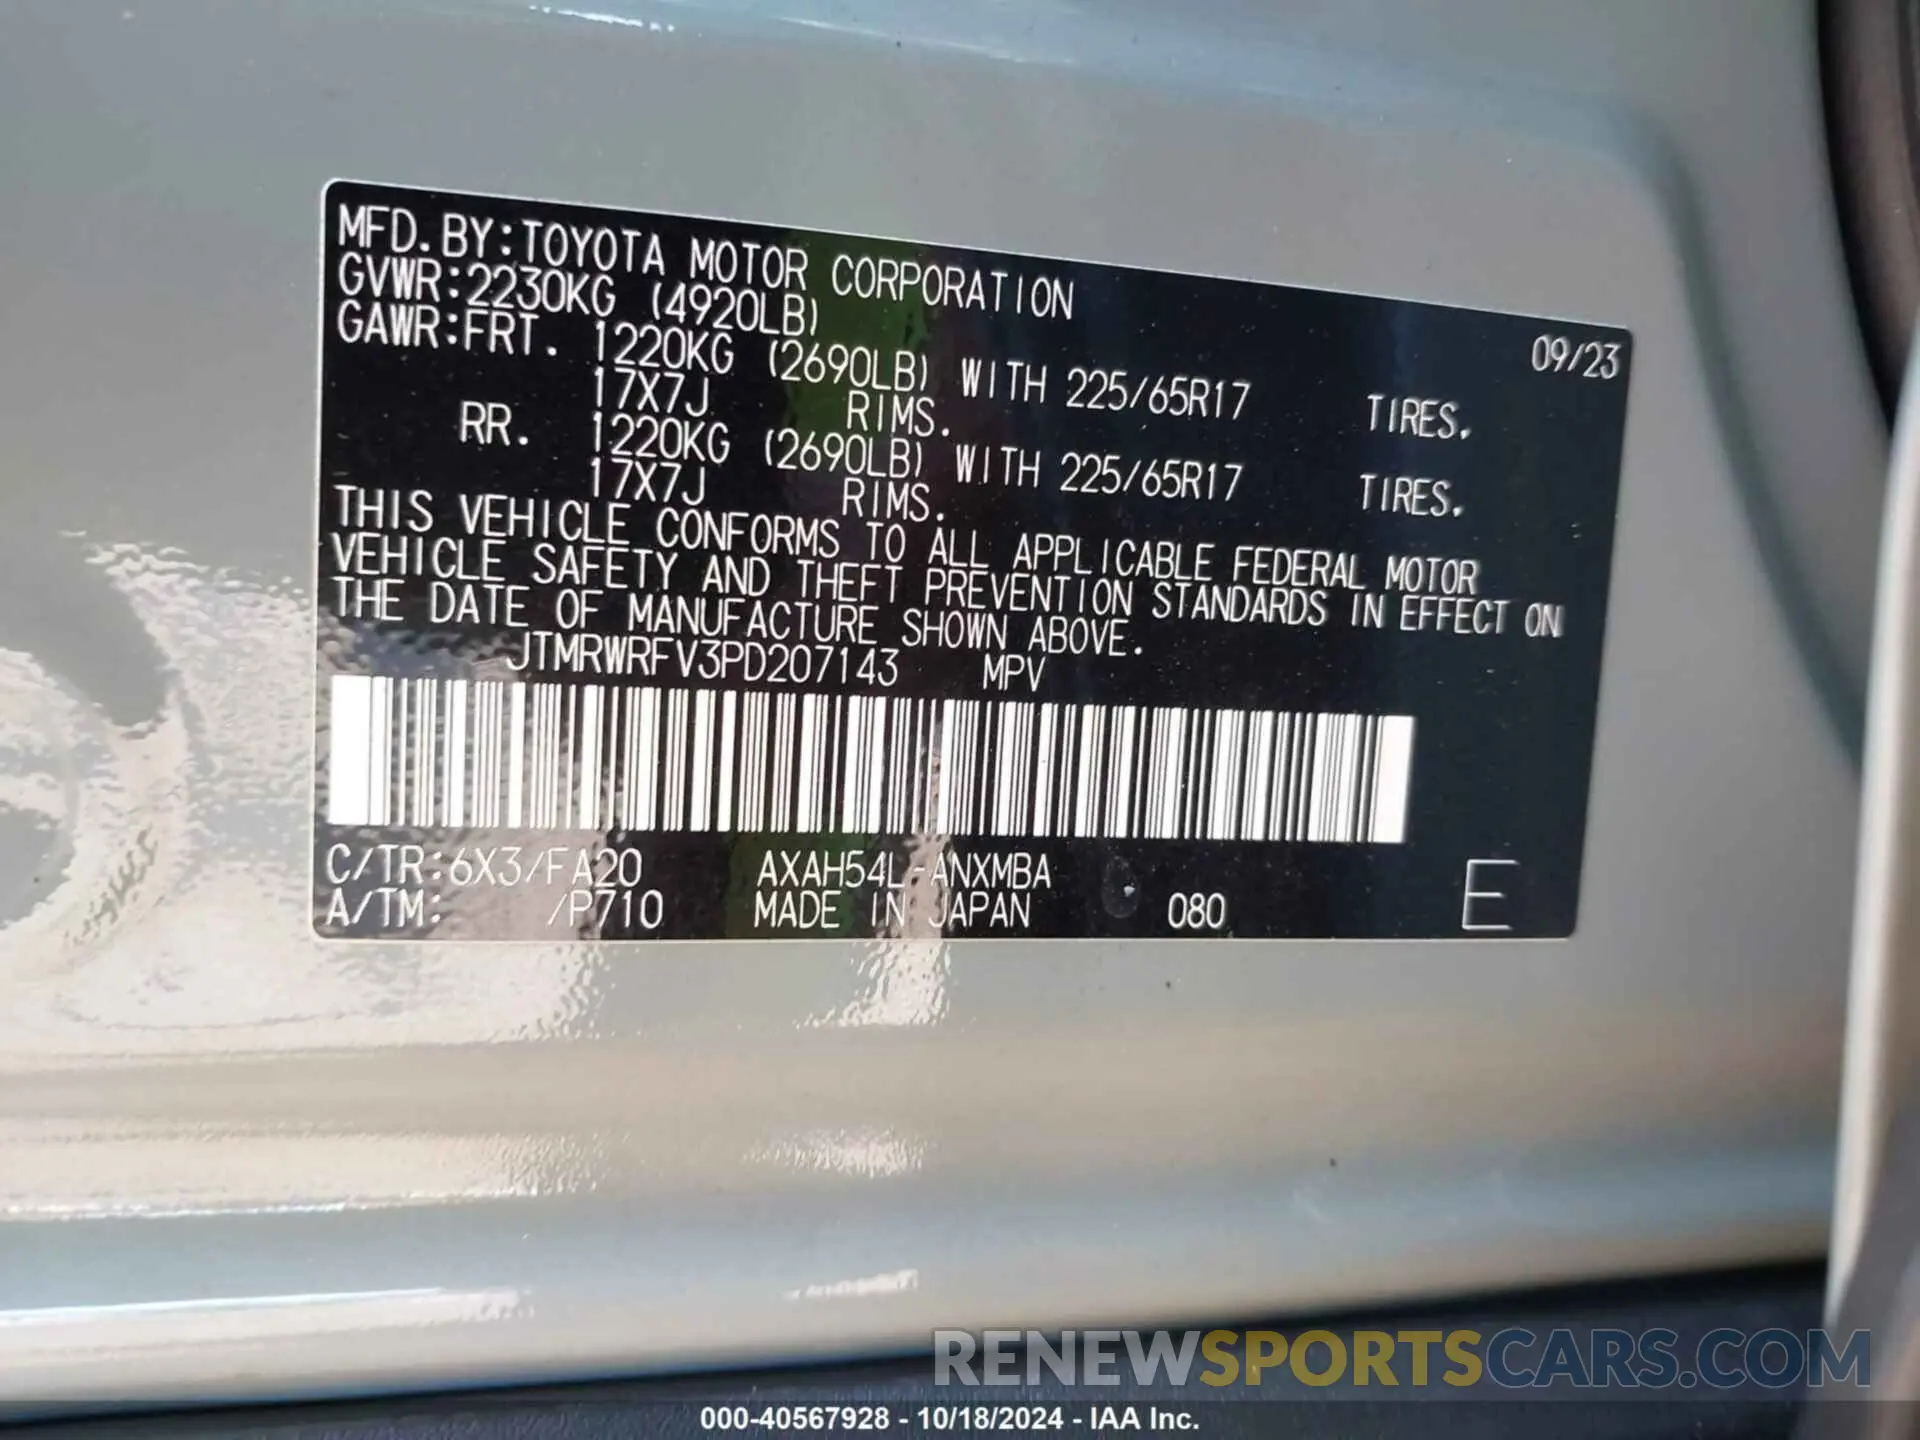 MFD.BY:TOYOTA MOTOR CORPORATION 09/23
GVWR:2230KG (4920LB)
GAWR:FRT. 1220KG (2690LB) WITH 225/65R17 TIRES.
17X7J RIMS.
RR. 1220KG (2690LB) WITH 225/65R17 TIRES.
17X7J RIMS.
THIS VEHICLE CONFORMS TO ALL APPLICABLE FEDERAL MOTOR
VEHICLE SAFETY AND THEFT PREVENTION STANDARDS IN EFFECT ON
THE DATE OF MANUFACTURE SHOWN ABOVE.
JTMRWRFV3PD207143 MPV
C/TR:6X3/FA20 AXAH54L-ANXMBA
A/TM: /P710 MADE IN JAPAN 080 E
RENEWSPORTSCARS.COM
000-40567928 - 10/18/2024 - IAA Inc.